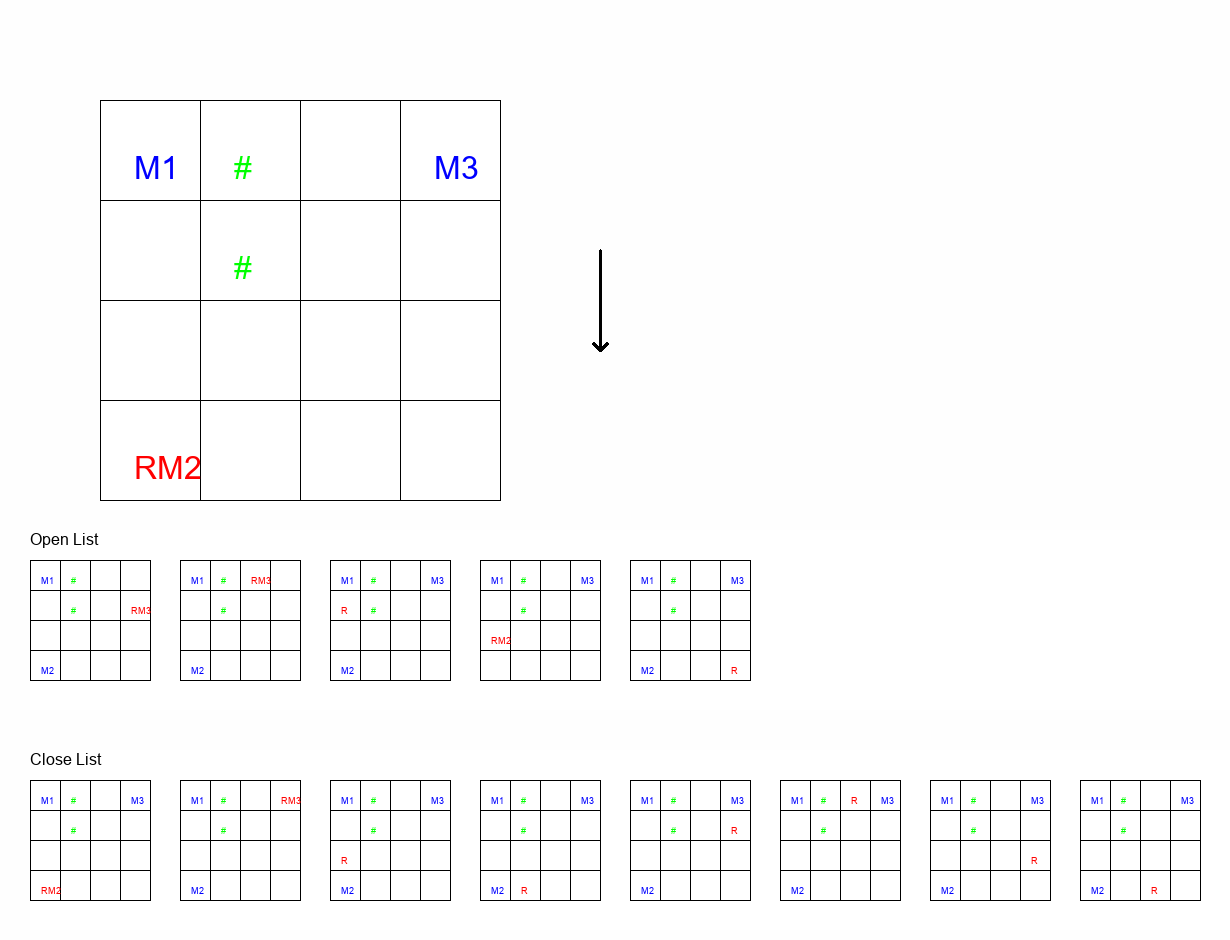 M1 # M3
#
RM2
Open List
M1 # M1 # RM3 M1 # M3 M1 # M3 M1 # M3
# RM3 # R # # #
RM2
M2 M2 M2 M2 R
Close List
M1 # M3 M1 # RM3 M1 # M3 M1 # M3 M1 # M3 M1 # R M3 M1 # M3 M1 # M3
# # # # # R # # #
R R
RM2 M2 M2 M2 R M2 M2 M2 M2 R